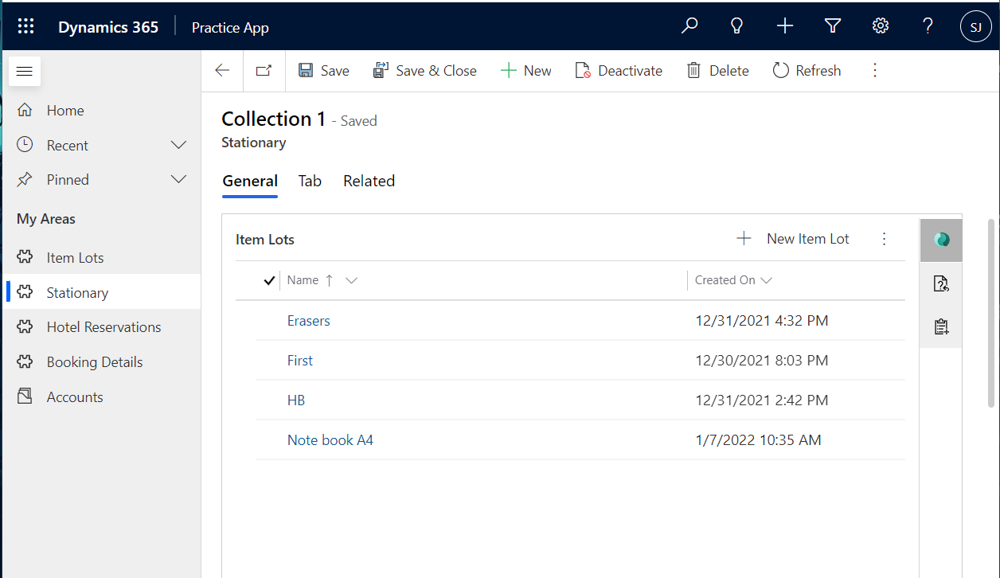 Dynamics 365 Practice App SJ
Save Save & Close New Deactivate Delete Refresh
Home
Recent
Pinned
My Areas
Item Lots
Stationary
Hotel Reservations
Booking Details
Accounts
Collection 1 - Saved
Stationary
General Tab Related
Item Lots New Item Lot
Name Created On
Erasers 12/31/2021 4:32 PM
First 12/30/2021 8:03 PM
HB 12/31/2021 2:42 PM
Note book A4 1/7/2022 10:35 AM